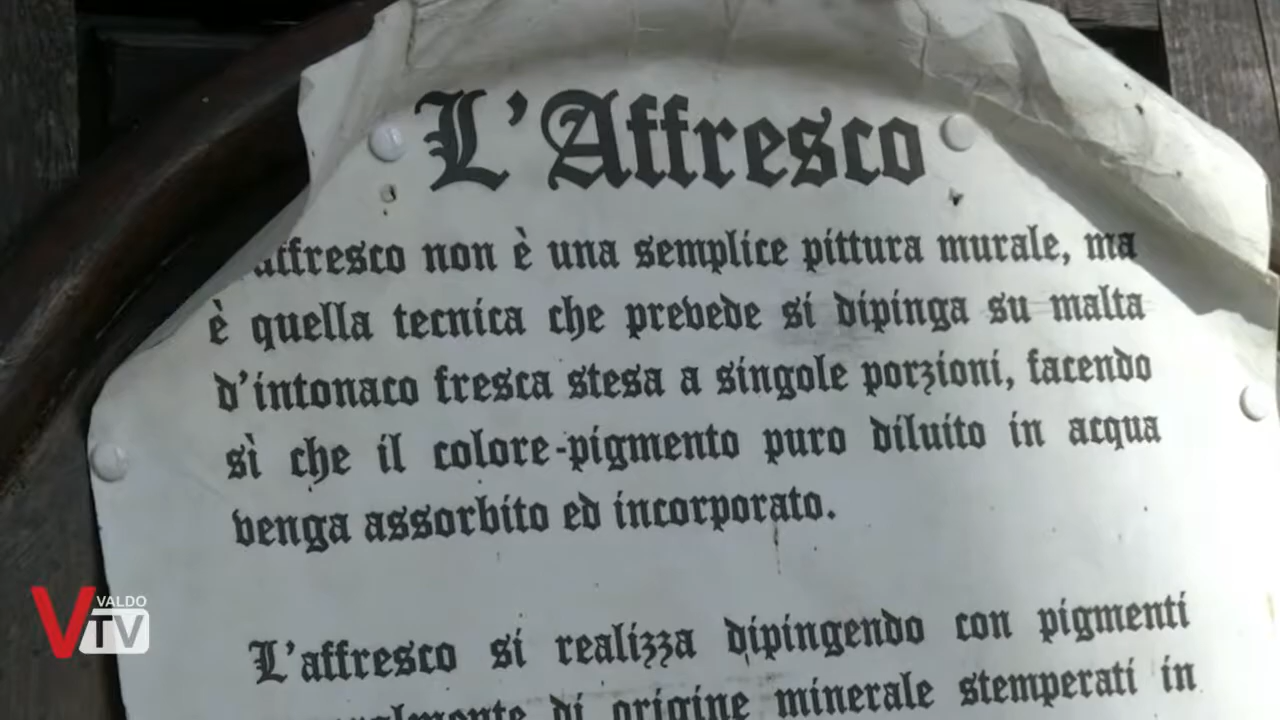 L'Affresco
affresco non è una semplice pittura murale, ma
è quella tecnica che prevede si dipinga su malta
d'intonaco fresca stesa a singole porzioni, facendo
sì che il colore-pigmento puro diluito in acqua
venga assorbito ed incorporato.
L'affresco si realizza dipingendo con pigmenti
di origine minerale stemperati in
VALDO
VTV